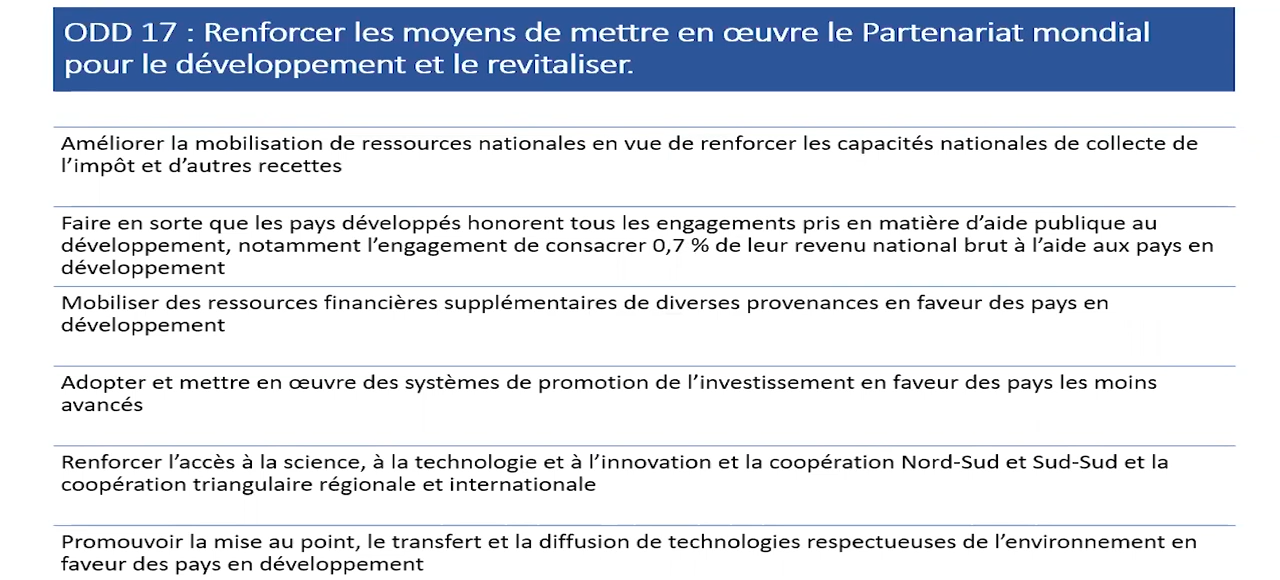 ODD 17 : Renforcer les moyens de mettre en œuvre le Partenariat mondial
pour le développement et le revitaliser.
Améliorer la mobilisation de ressources nationales en vue de renforcer les capacités nationales de collecte de
l’impôt et d’autres recettes
Faire en sorte que les pays développés honorent tous les engagements pris en matière d’aide publique au
développement, notamment l’engagement de consacrer 0,7 % de leur revenu national brut à l’aide aux pays en
développement
Mobiliser des ressources financières supplémentaires de diverses provenances en faveur des pays en
développement
Adopter et mettre en œuvre des systèmes de promotion de l’investissement en faveur des pays les moins
avancés
Renforcer l’accès à la science, à la technologie et à l’innovation et la coopération Nord-Sud et Sud-Sud et la
coopération triangulaire régionale et internationale
Promouvoir la mise au point, le transfert et la diffusion de technologies respectueuses de l’environnement en
faveur des pays en développement